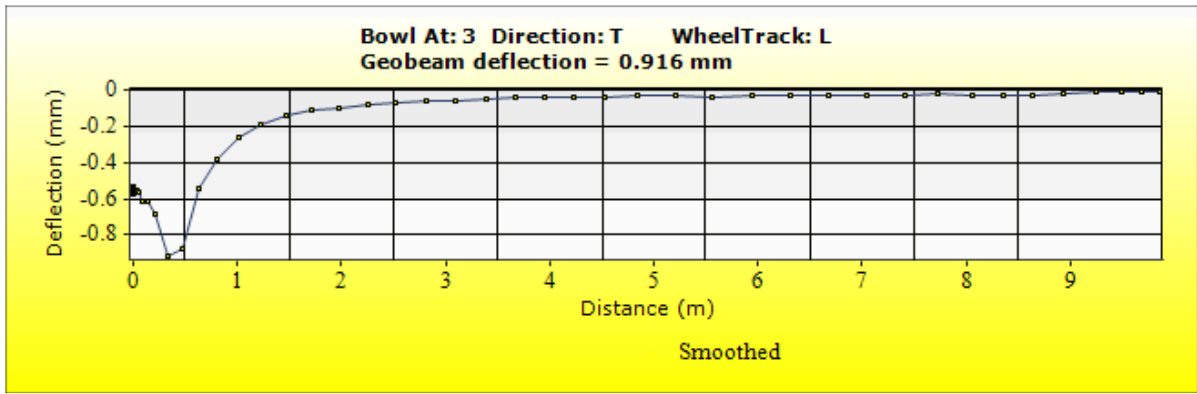 Bowl At: 3 Direction: T WheelTrack: L
Geobeam deflection = 0.916 mm
Deflection (mm)
0
-0.2
-0.4
-0.6
-0.8
0 1 2 3 4 5 6 7 8 9
Distance (m)
Smoothed